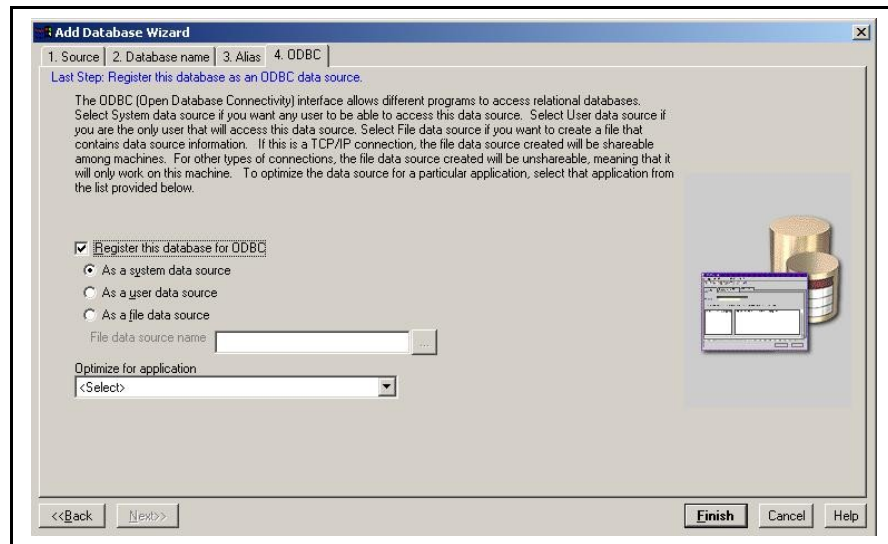 Add Database Wizard
1. Source
2. Database name
3. Alias
4. ODBC
Last Step: Register this database as an ODBC data source.
The ODBC (Open Database Connectivity) interface allows different programs to access relational databases.
Select System data source if you want any user to be able to access this data source. Select User data source if
you are the only user that will access this data source. Select File data source if you want to create a file that
contains data source information. If this is a TCP/IP connection, the file data source created will be shareable
among machines. For other types of connections, the file data source created will be unshareable, meaning that it
will only work on this machine. To optimize the data source for a particular application, select that application from
the list provided below.
Register this database for ODBC
As a system data source
As a user data source
As a file data source
File data source name
...
Optimize for application
<Select>
<<Back
Next>>
Finish
Cancel
Help